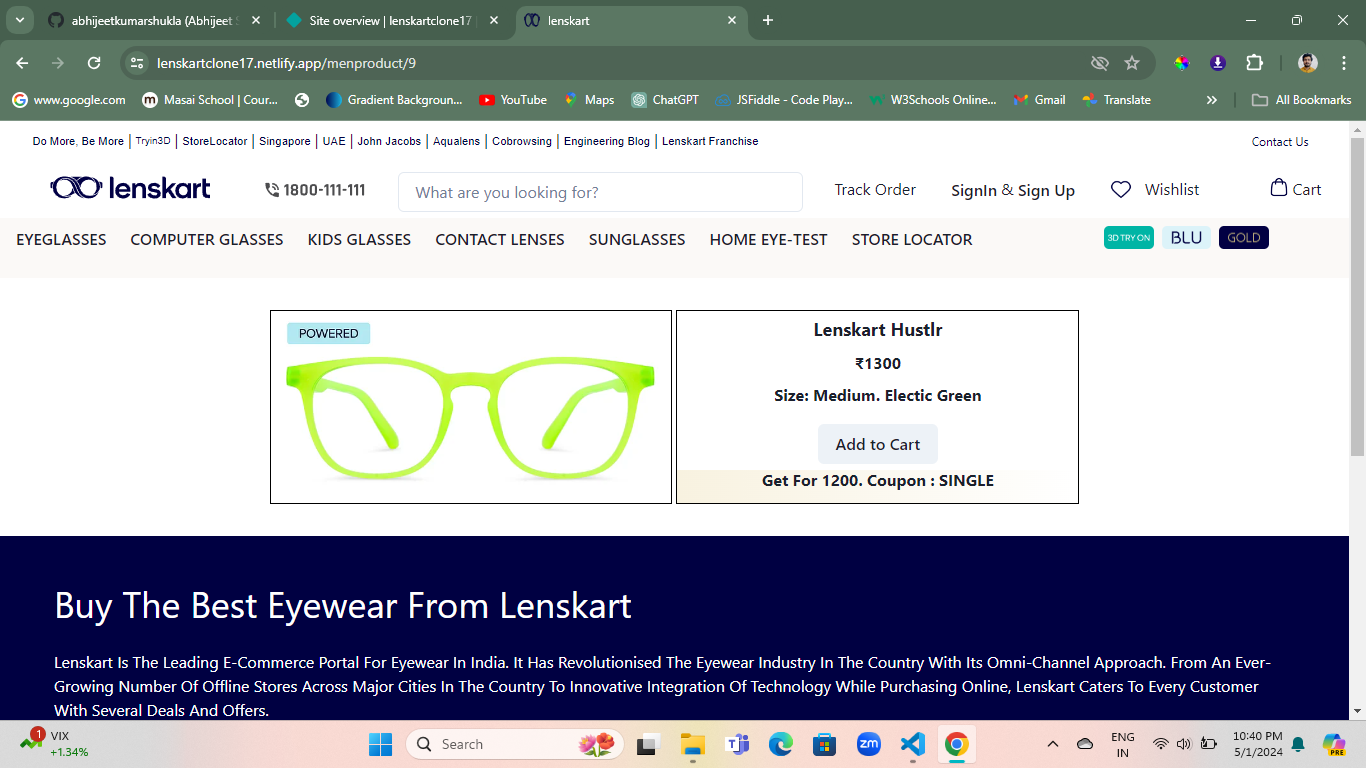 abhijeetkumarshukla (Abhijeet S
Site overview | lenskartclone17
lenskart
lenskartclone17.netlify.app/menproduct/9
www.google.com
Masai School | Cour...
Gradient Backgroun...
YouTube
Maps
ChatGPT
JSFiddle - Code Play...
W3Schools Online...
Gmail
Translate
All Bookmarks
Do More, Be More | Tryin3D | StoreLocator | Singapore | UAE | John Jacobs | Aqualens | Cobrowsing | Engineering Blog | Lenskart Franchise
Contact Us
lenskart
1800-111-111
What are you looking for?
Track Order
SignIn & Sign Up
Wishlist
Cart
EYEGLASSES
COMPUTER GLASSES
KIDS GLASSES
CONTACT LENSES
SUNGLASSES
HOME EYE-TEST
STORE LOCATOR
3D TRY ON
BLU
GOLD
POWERED
Lenskart Hustlr
₹1300
Size: Medium. Electic Green
Add to Cart
Get For 1200. Coupon : SINGLE
Buy The Best Eyewear From Lenskart
Lenskart Is The Leading E-Commerce Portal For Eyewear In India. It Has Revolutionised The Eyewear Industry In The Country With Its Omni-Channel Approach. From An Ever-
Growing Number Of Offline Stores Across Major Cities In The Country To Innovative Integration Of Technology While Purchasing Online, Lenskart Caters To Every Customer
With Several Deals And Offers.
1
VIX
+1.34%
Search
zm
ENG
IN
10:40 PM
5/1/2024
PRE